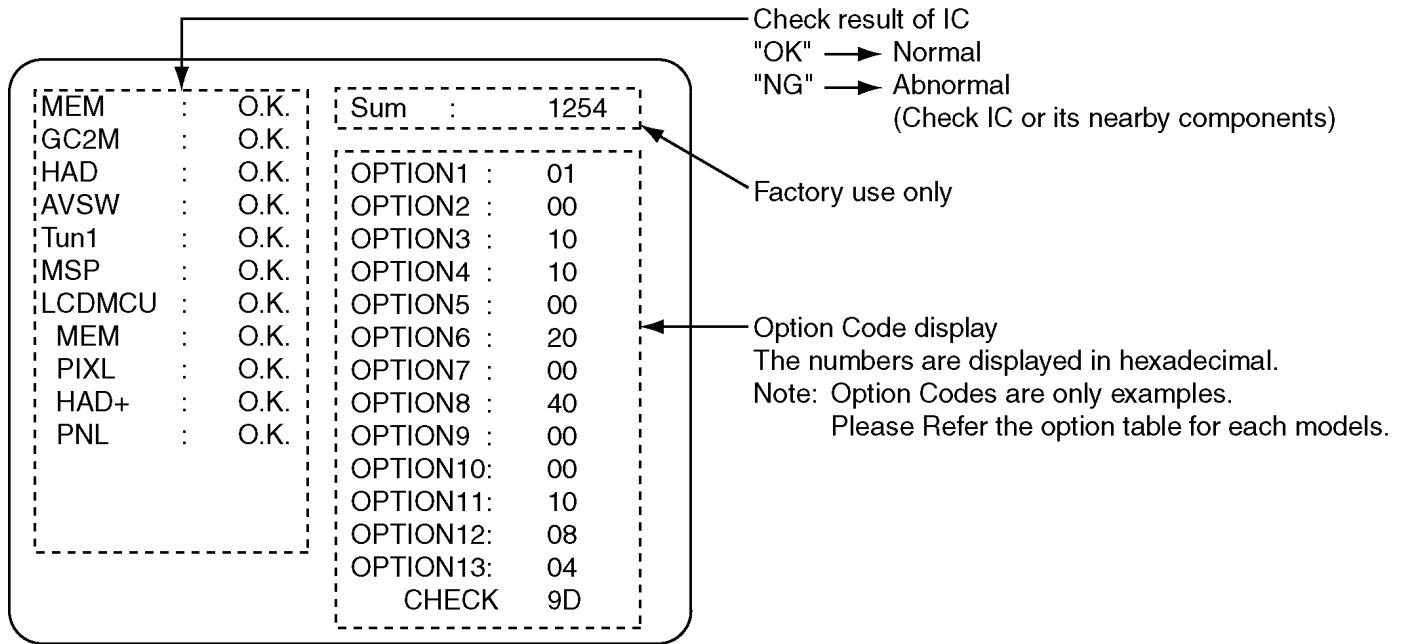 Check result of IC
"OK" → Normal
"NG" → Abnormal
(Check IC or its nearby components)
MEM : O.K.
GC2M : O.K.
HAD : O.K.
AVSW : O.K.
Tun1 : O.K.
MSP : O.K.
LCDMCU : O.K.
MEM : O.K.
PIXL : O.K.
HAD+ : O.K.
PNL : O.K.
Sum : 1254
Factory use only
OPTION1 : 01
OPTION2 : 00
OPTION3 : 10
OPTION4 : 10
OPTION5 : 00
OPTION6 : 20
OPTION7 : 00
OPTION8 : 40
OPTION9 : 00
OPTION10: 00
OPTION11: 10
OPTION12: 08
OPTION13: 04
CHECK 9D
Option Code display
The numbers are displayed in hexadecimal.
Note: Option Codes are only examples.
Please Refer the option table for each models.